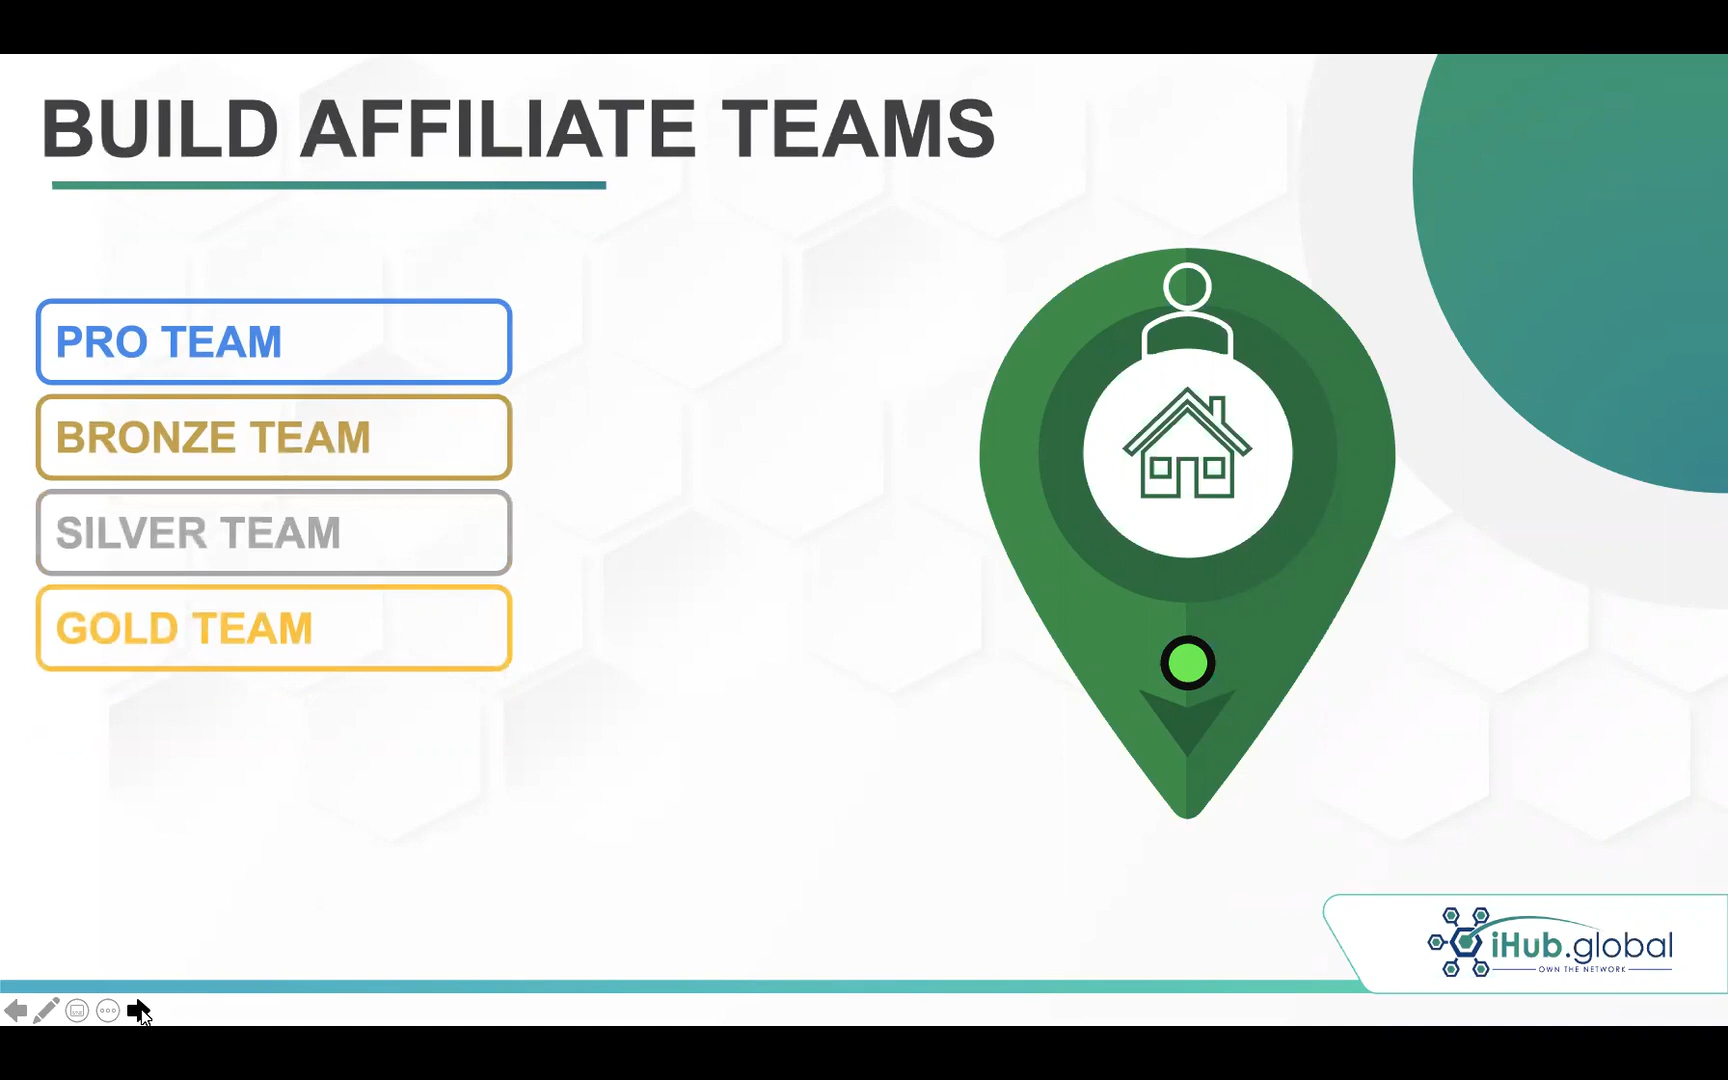 BUILD AFFILIATE TEAMS
PRO TEAM
BRONZE TEAM
SILVER TEAM
GOLD TEAM
iHub.global
OWN THE NETWORK